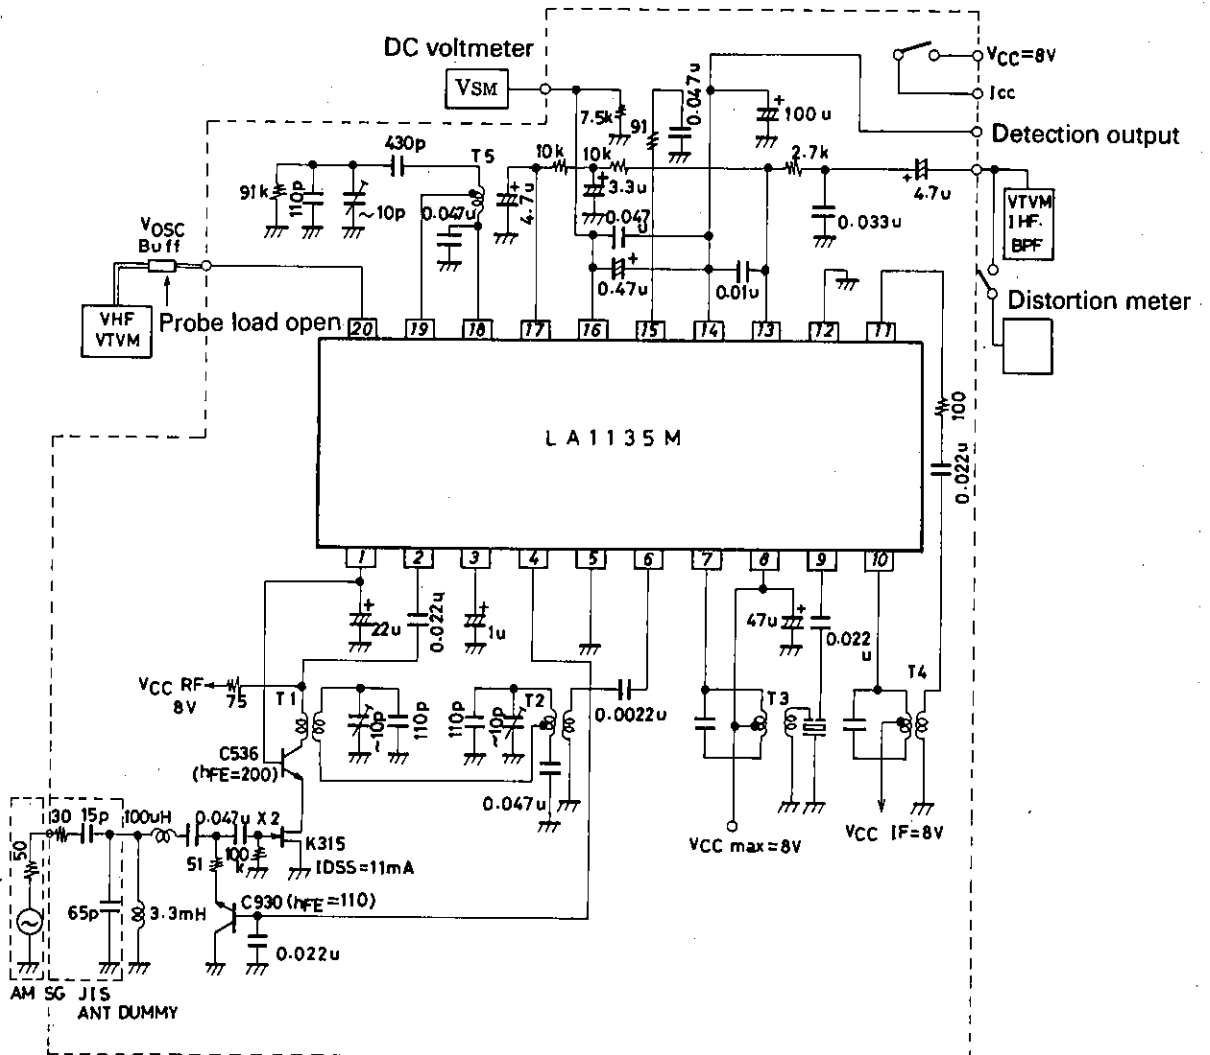 DC voltmeter
VSM
VCC=8V
Icc
Detection output
7.5k
91
0.047u
100u
430p
T5
10k
10k
2.7k
91k
110p
~10p
0.047u
4.7u
3.3u
0.047
u
0.033u
4.7u
VTVM
IHF.
BPF
VOSC
Buff
0.47u
0.01u
Probe load open
VHF
VTVM
Distortion meter
20
19
18
17
16
15
14
13
12
11
LA1135M
100
0.022u
1
2
3
4
5
6
7
8
9
10
22u
0.022u
1u
47u
0.022
u
VCC RF
8V
75
T1
~10p
110p
110p
~10p
T2
0.0022u
T3
T4
C536
(hFE=200)
0.047u
VCC max=8V
VCC IF=8V
50
30
15p
100uH
0.047u X2
51
100
k
K315
IDSS=11mA
65p
3.3mH
C930 (hFE=110)
0.022u
AM SG
JIS
ANT DUMMY